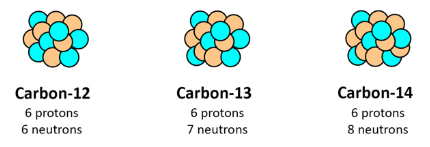 Carbon-12
6 protons
6 neutrons
Carbon-13
6 protons
7 neutrons
Carbon-14
6 protons
8 neutrons